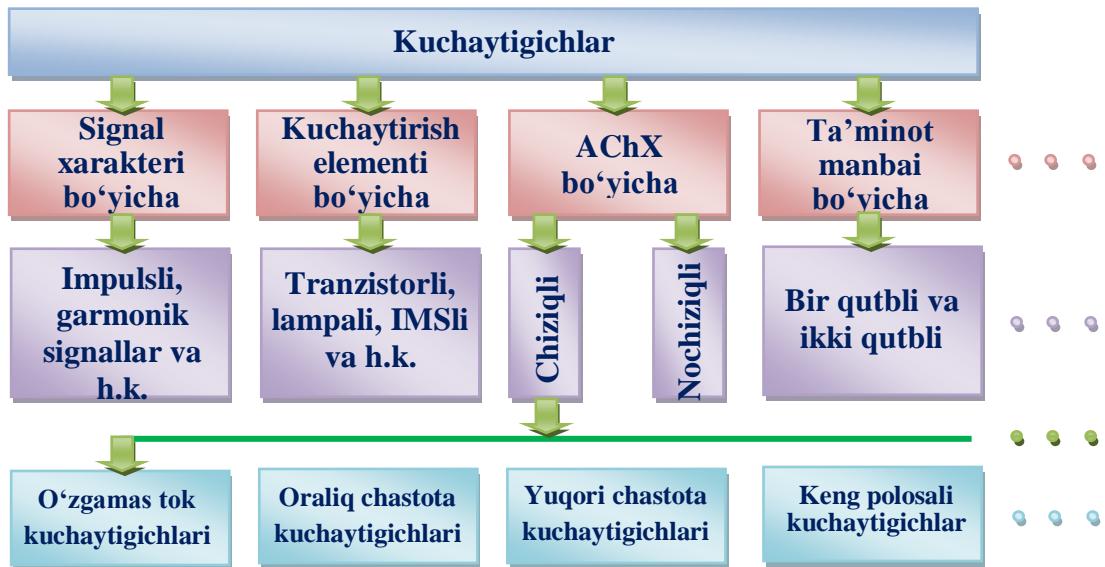 Kuchaytigichlar
Signal
xarakteri
bo‘yicha
Kuchaytirish
elementi
bo‘yicha
AChX
bo‘yicha
Ta’minot
manbai
bo‘yicha
Impulsli,
garmonik
signallar va
h.k.
Tranzistorli,
lampali, IMSli
va h.k.
Chiziqli
Nochiziqli
Bir qutbli va
ikki qutbli
O‘zgamas tok
kuchaytigichlari
Oraliq chastota
kuchaytigichlari
Yuqori chastota
kuchaytigichlari
Keng polosali
kuchaytigichlar